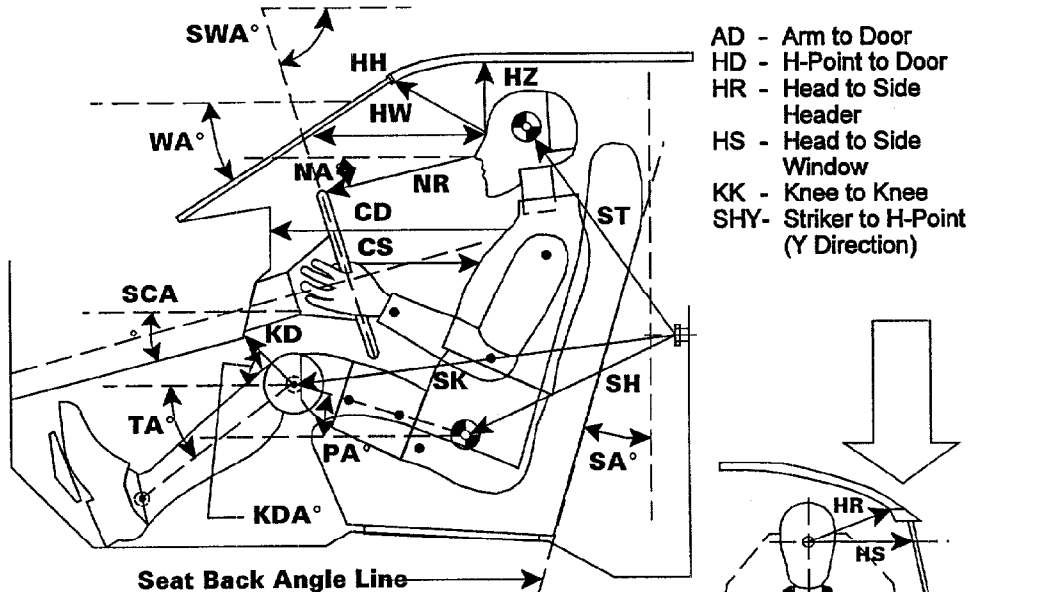 SWA°
HH
HZ
HW
WA°
NA°
NR
CD
CS
ST
SCA
°
KD
SK
SH
TA°
PA°
SA°
KDA°
Seat Back Angle Line
AD - Arm to Door
HD - H-Point to Door
HR - Head to Side
Header
HS - Head to Side
Window
KK - Knee to Knee
SHY- Striker to H-Point
(Y Direction)
HR
HS